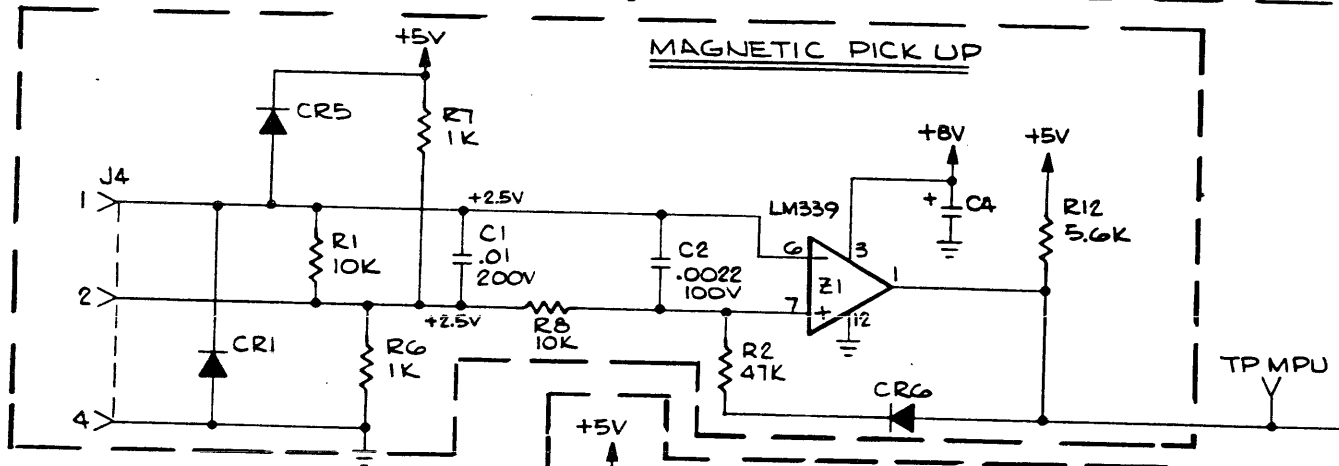 MAGNETIC PICK UP
+5V
CR5
R7
1K
+8V
+5V
J4
1
+2.5V
LM339
+
C4
R12
5.6K
R1
10K
C1
.01
200V
C2
.0022
100V
6
-
3
Z1
1
2
+2.5V
R8
10K
7
+
12
CR1
R6
1K
R2
47K
CR6
TP MPU
4
+5V